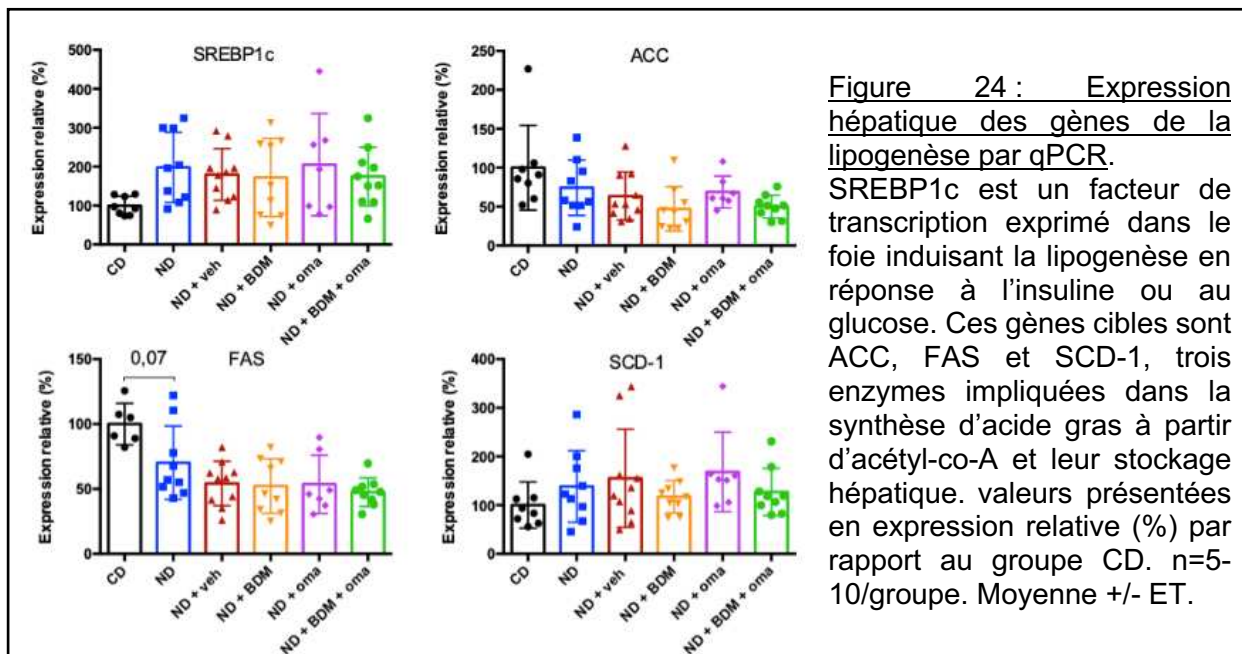 SREBP1c
Expression relative (%)
500
400
300
200
100
0
CD
ND
ND + veh
ND + BDM
ND + oma
ND + BDM + oma
ACC
Expression relative (%)
250
200
150
100
50
0
CD
ND
ND + veh
ND + BDM
ND + oma
ND + BDM + oma
FAS
0,07
Expression relative (%)
150
100
50
0
CD
ND
ND + veh
ND + BDM
ND + oma
ND + BDM + oma
SCD-1
Expression relative (%)
400
300
200
100
0
CD
ND
ND + veh
ND + BDM
ND + oma
ND + BDM + oma
Figure 24 : Expression
hépatique des gènes de la
lipogenèse par qPCR.
SREBP1c est un facteur de
transcription exprimé dans le
foie induisant la lipogenèse en
réponse à l'insuline ou au
glucose. Ces gènes cibles sont
ACC, FAS et SCD-1, trois
enzymes impliquées dans la
synthèse d'acide gras à partir
d'acétyl-co-A et leur stockage
hépatique. valeurs présentées
en expression relative (%) par
rapport au groupe CD. n=5-
10/groupe. Moyenne +/- ET.